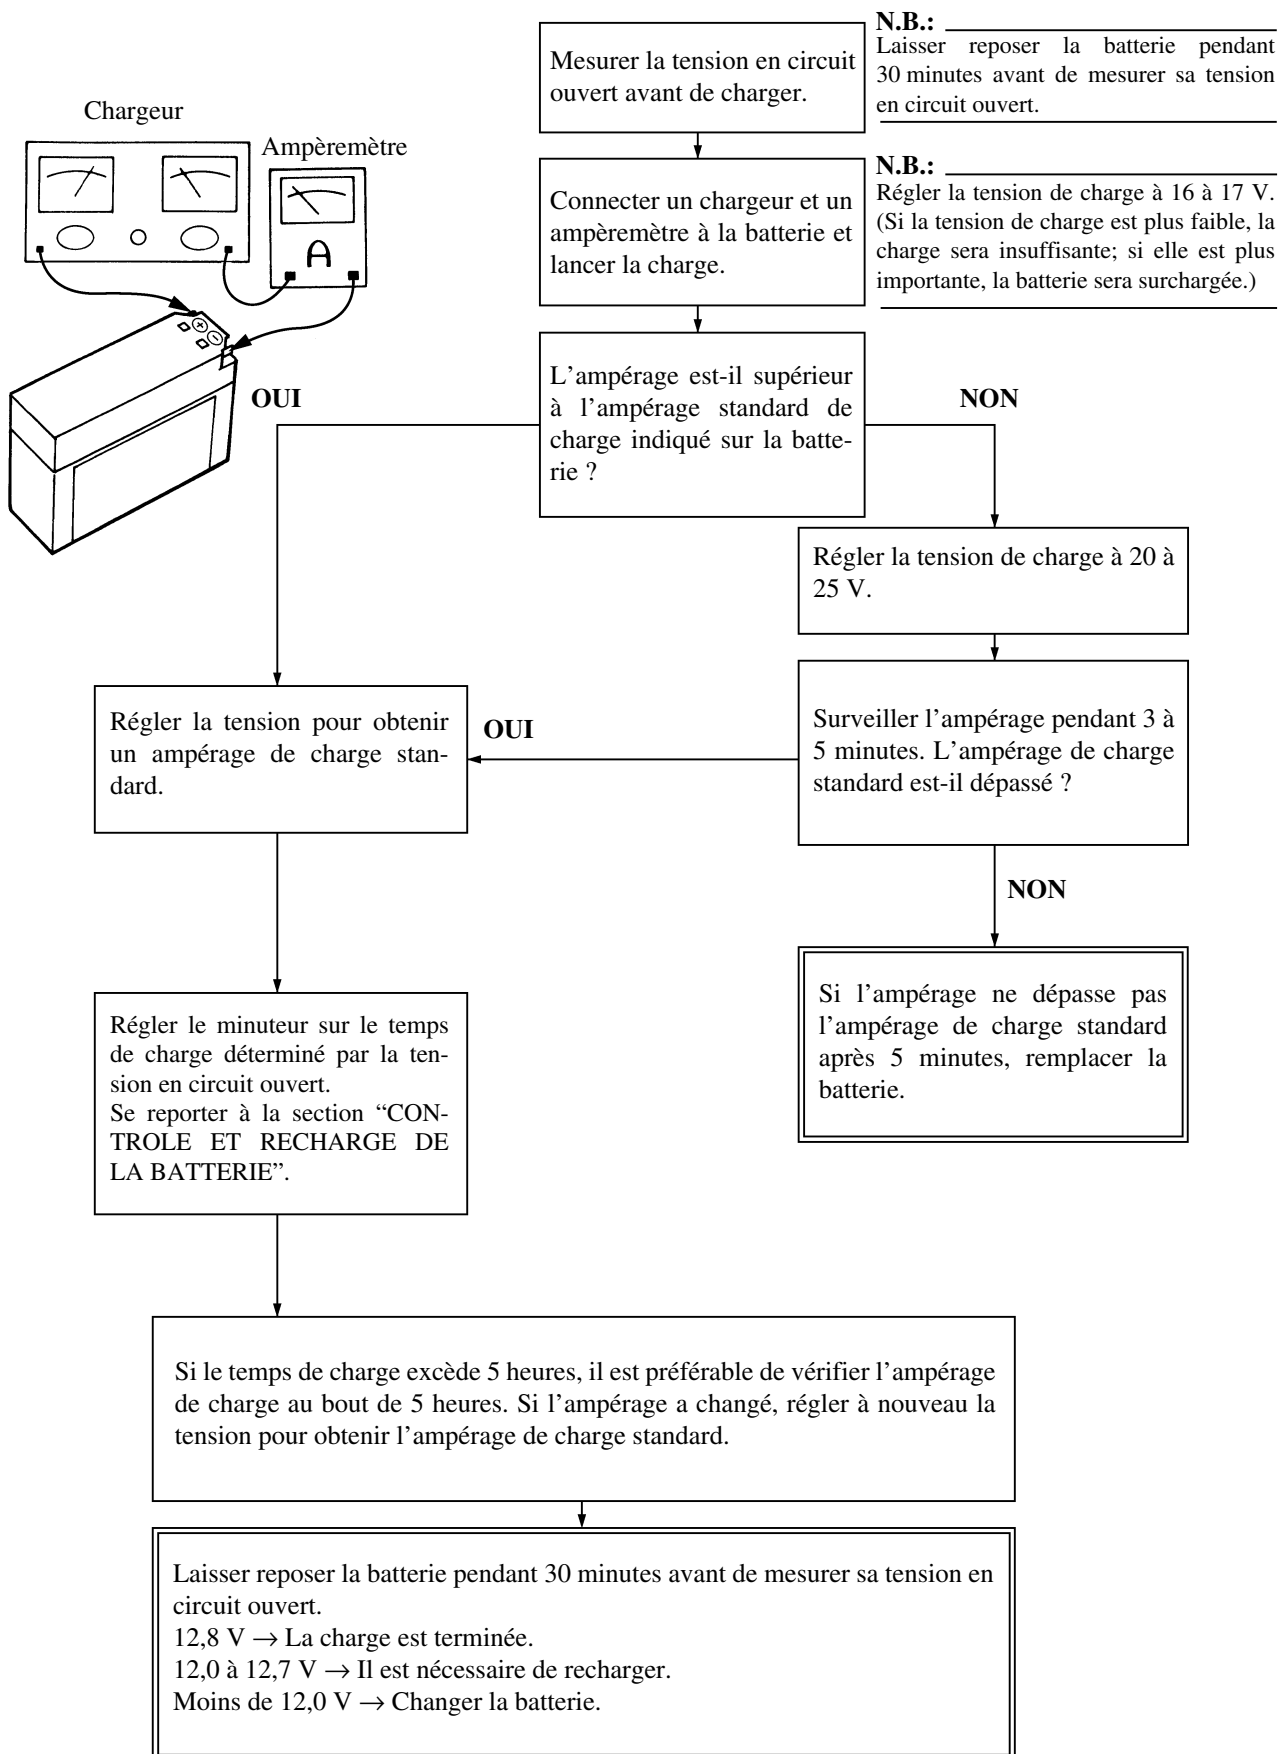 N.B.:
Laisser reposer la batterie pendant
30 minutes avant de mesurer sa tension
en circuit ouvert.
Mesurer la tension en circuit
ouvert avant de charger.
Chargeur
Ampèremètre
A
N.B.:
Régler la tension de charge à 16 à 17 V.
(Si la tension de charge est plus faible, la
charge sera insuffisante; si elle est plus
importante, la batterie sera surchargée.)
Connecter un chargeur et un
ampèremètre à la batterie et
lancer la charge.
L’ampérage est-il supérieur
à l’ampérage standard de
charge indiqué sur la batte-
rie ?
OUI
NON
Régler la tension de charge à 20 à
25 V.
Surveiller l’ampérage pendant 3 à
5 minutes. L’ampérage de charge
standard est-il dépassé ?
OUI
Régler la tension pour obtenir
un ampérage de charge stan-
dard.
NON
Si l’ampérage ne dépasse pas
l’ampérage de charge standard
après 5 minutes, remplacer la
batterie.
Régler le minuteur sur le temps
de charge déterminé par la ten-
sion en circuit ouvert.
Se reporter à la section “CON-
TROLE ET RECHARGE DE
LA BATTERIE”.
Si le temps de charge excède 5 heures, il est préférable de vérifier l’ampérage
de charge au bout de 5 heures. Si l’ampérage a changé, régler à nouveau la
tension pour obtenir l’ampérage de charge standard.
Laisser reposer la batterie pendant 30 minutes avant de mesurer sa tension en
circuit ouvert.
12,8 V → La charge est terminée.
12,0 à 12,7 V → Il est nécessaire de recharger.
Moins de 12,0 V → Changer la batterie.